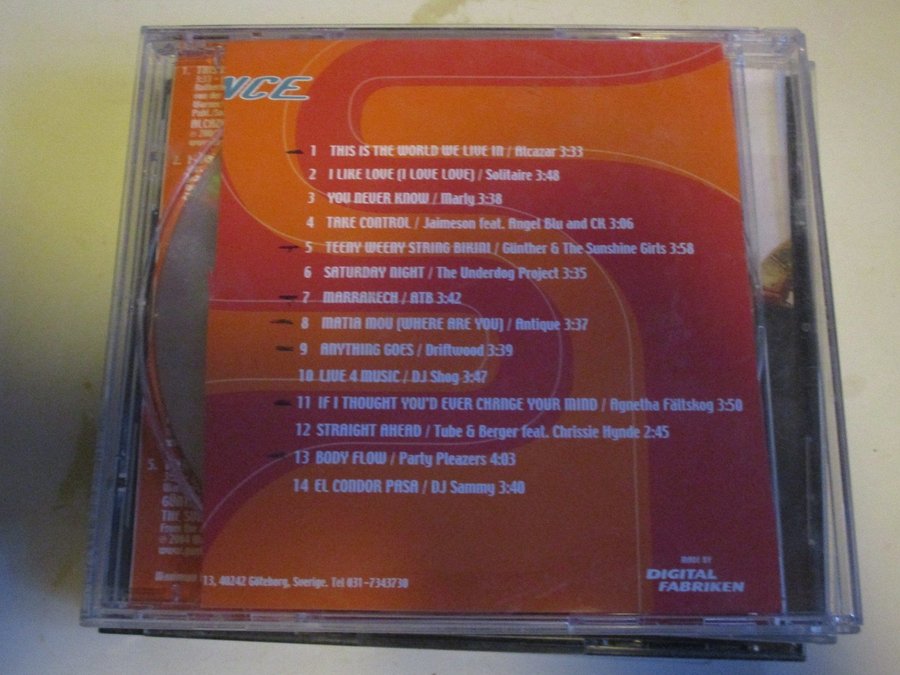 NCE
1 THIS IS THE WORLD WE LIVE IN / Alcazar 3:33
2 I LIKE LOVE (I LOVE LOVE) / Solitaire 3:48
3 YOU NEVER KNOW / Marly 3:38
4 TAKE CONTROL / Jaimeson feat. Angel Blu and CK 3:06
5 TEENY WEENY STRING BIKINI / Günther & The Sunshine Girls 3:58
6 SATURDAY NIGHT / The Underdog Project 3:35
7 MARRAKECH / ATB 3:42
8 MATIA MOU (WHERE ARE YOU) / Antique 3:37
9 ANYTHING GOES / Driftwood 3:39
10 LIVE 4 MUSIC / DJ Shog 3:47
11 IF I THOUGHT YOU'D EVER CHANGE YOUR MIND / Agnetha Fältskog 3:50
12 STRAIGHT AHEAD / Tube & Berger feat. Chrissie Hynde 2:45
13 BODY FLOW / Party Pleazers 4:03
14 EL CONDOR PASA / DJ Sammy 3:40
13, 40242 Göteborg, Sverige. Tel 031-7343730
MADE BY
DIGITAL
FABRIKEN